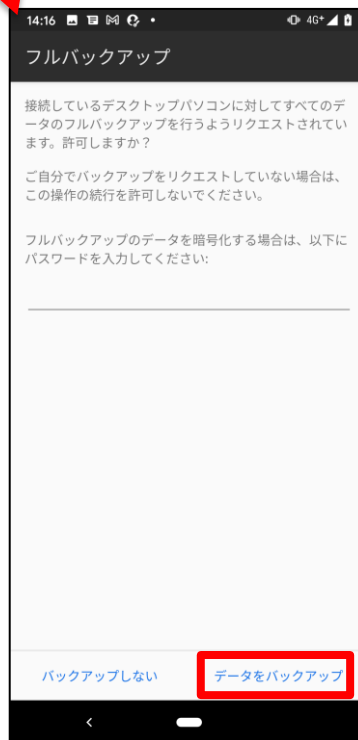 14:16 4G+
フルバックアップ
接続しているデスクトップパソコンに対してすべてのデ
ータのフルバックアップを行うようリクエストされてい
ます。許可しますか？
ご自分でバックアップをリクエストしていない場合は、
この操作の続行を許可しないでください。
フルバックアップのデータを暗号化する場合は、以下に
パスワードを入力してください:
バックアップしない データをバックアップ